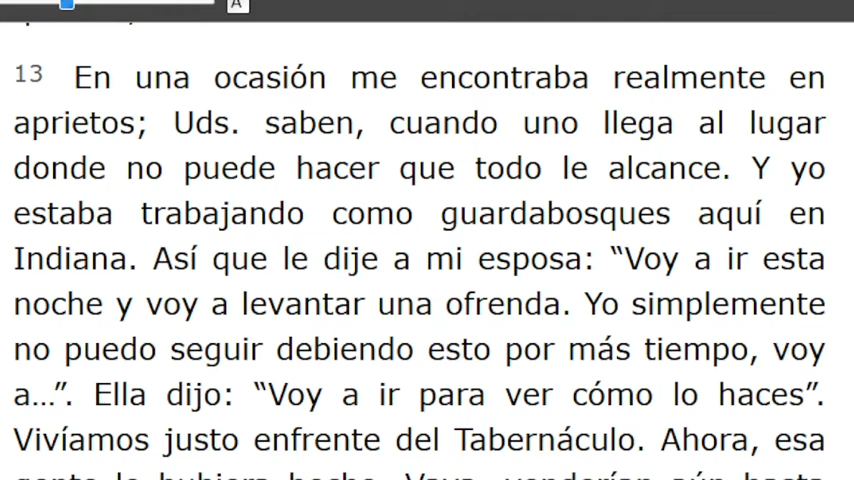 A
13 En una ocasión me encontraba realmente en
aprietos; Uds. saben, cuando uno llega al lugar
donde no puede hacer que todo le alcance. Y yo
estaba trabajando como guardabosques aquí en
Indiana. Así que le dije a mi esposa: “Voy a ir esta
noche y voy a levantar una ofrenda. Yo simplemente
no puedo seguir debiendo esto por más tiempo, voy
a…”. Ella dijo: “Voy a ir para ver cómo lo haces”.
Vivíamos justo enfrente del Tabernáculo. Ahora, esa